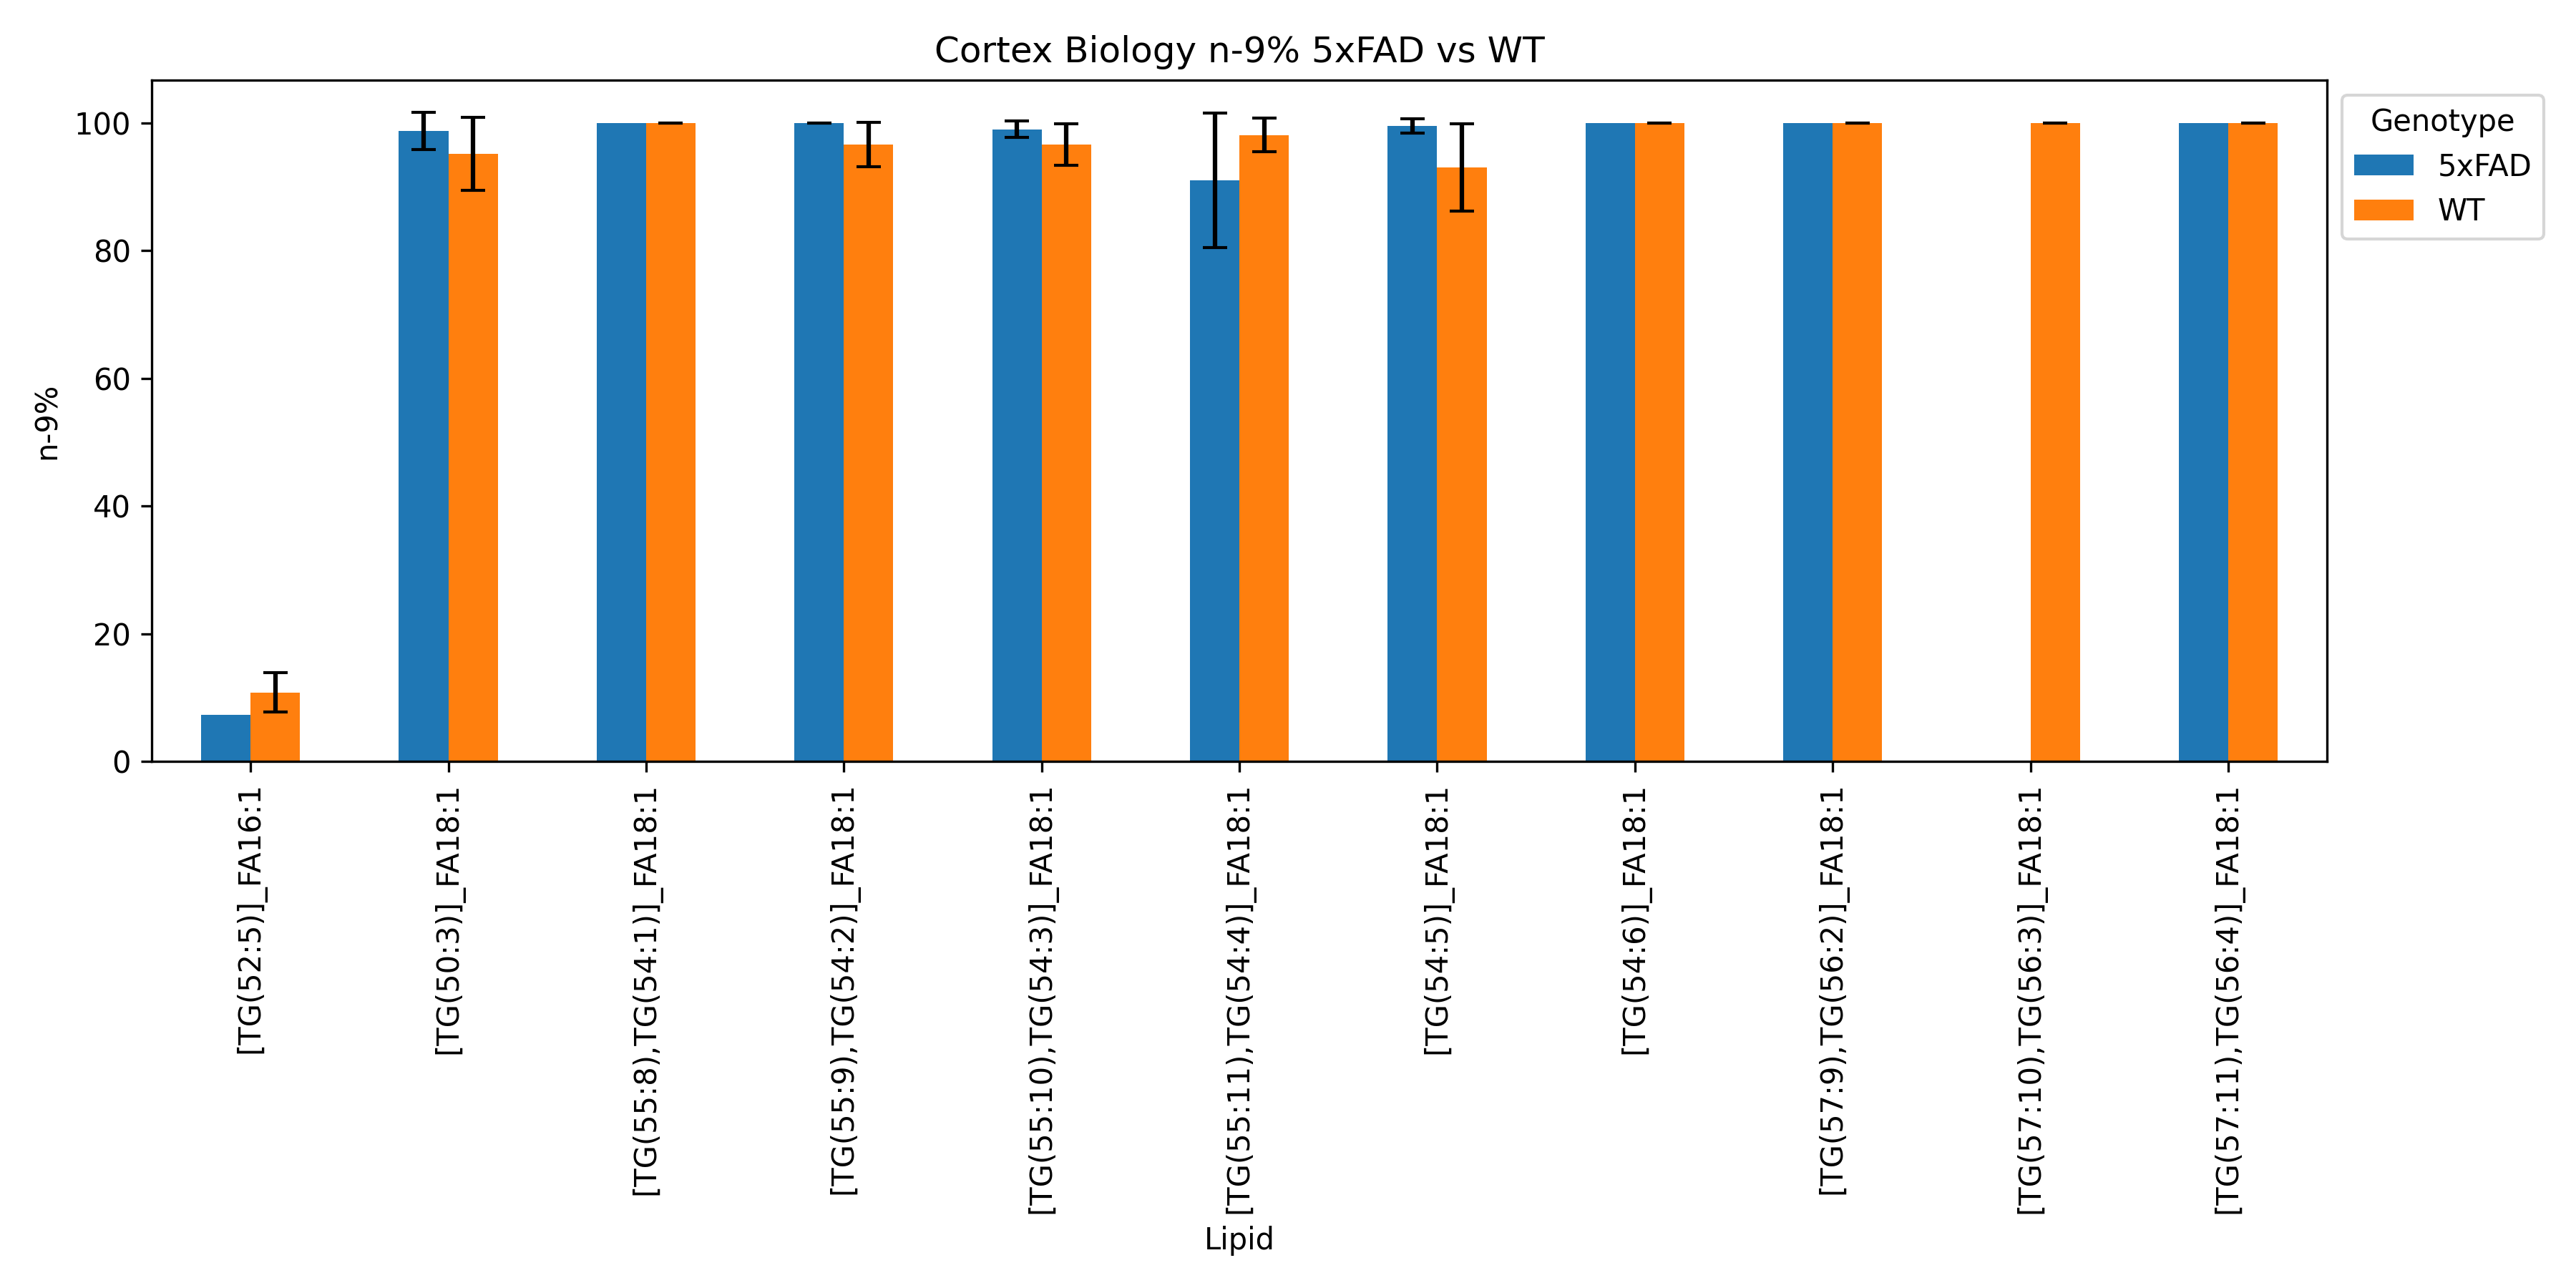 Cortex Biology n-9% 5xFAD vs WT
Genotype
5xFAD
WT
n-9%
100
80
60
40
20
0
[TG(52:5)]_FA16:1
[TG(50:3)]_FA18:1
[TG(55:8),TG(54:1)]_FA18:1
[TG(55:9),TG(54:2)]_FA18:1
[TG(55:10),TG(54:3)]_FA18:1
[TG(55:11),TG(54:4)]_FA18:1
[TG(54:5)]_FA18:1
[TG(54:6)]_FA18:1
[TG(57:9),TG(56:2)]_FA18:1
[TG(57:10),TG(56:3)]_FA18:1
[TG(57:11),TG(56:4)]_FA18:1
Lipid